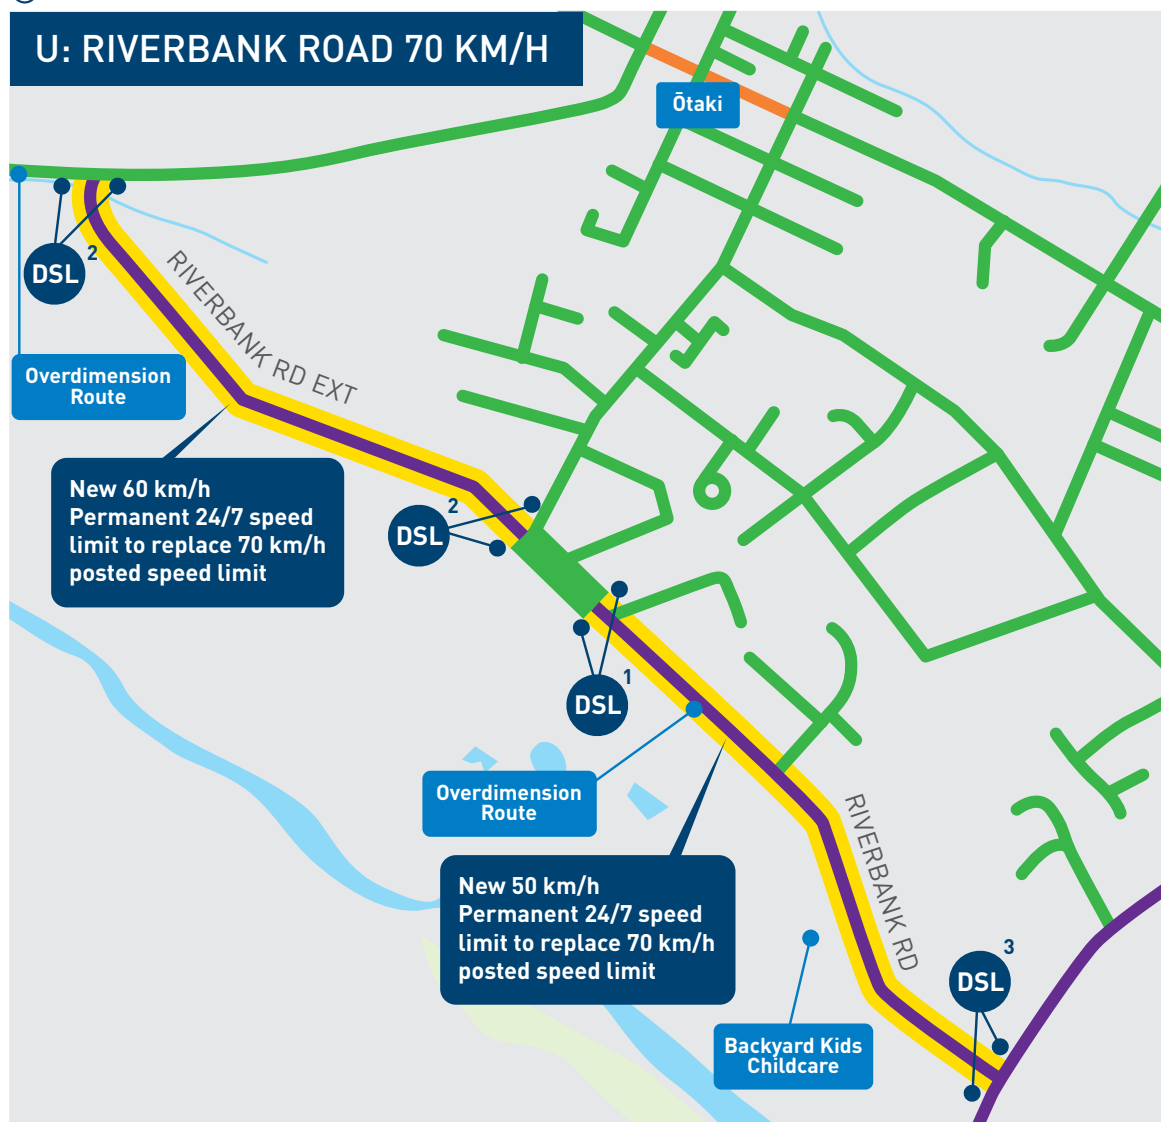 U: RIVERBANK ROAD 70 KM/H
Ōtaki
DSL
2
RIVERBANK RD EXT
Overdimension
Route
New 60 km/h
Permanent 24/7 speed
limit to replace 70 km/h
posted speed limit
DSL
2
DSL
1
Overdimension
Route
RIVERBANK RD
New 50 km/h
Permanent 24/7 speed
limit to replace 70 km/h
posted speed limit
DSL
3
Backyard Kids
Childcare